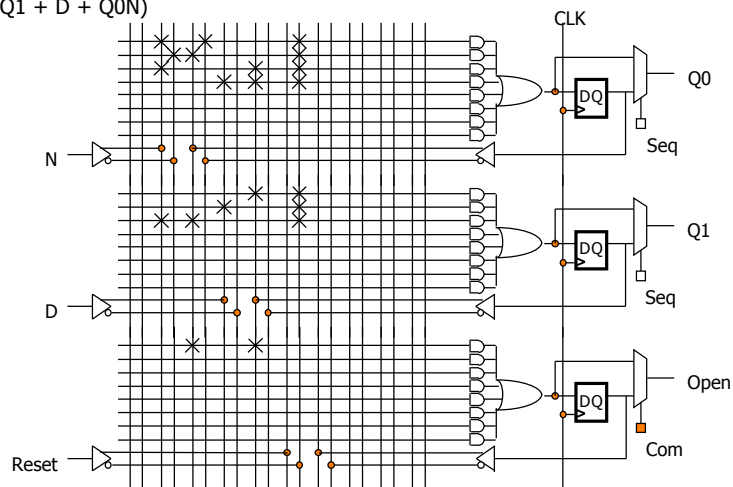 Q1 + D + Q0N)
CLK
Q0
DQ
Seq
N
Q1
DQ
Seq
D
Open
DQ
Com
Reset